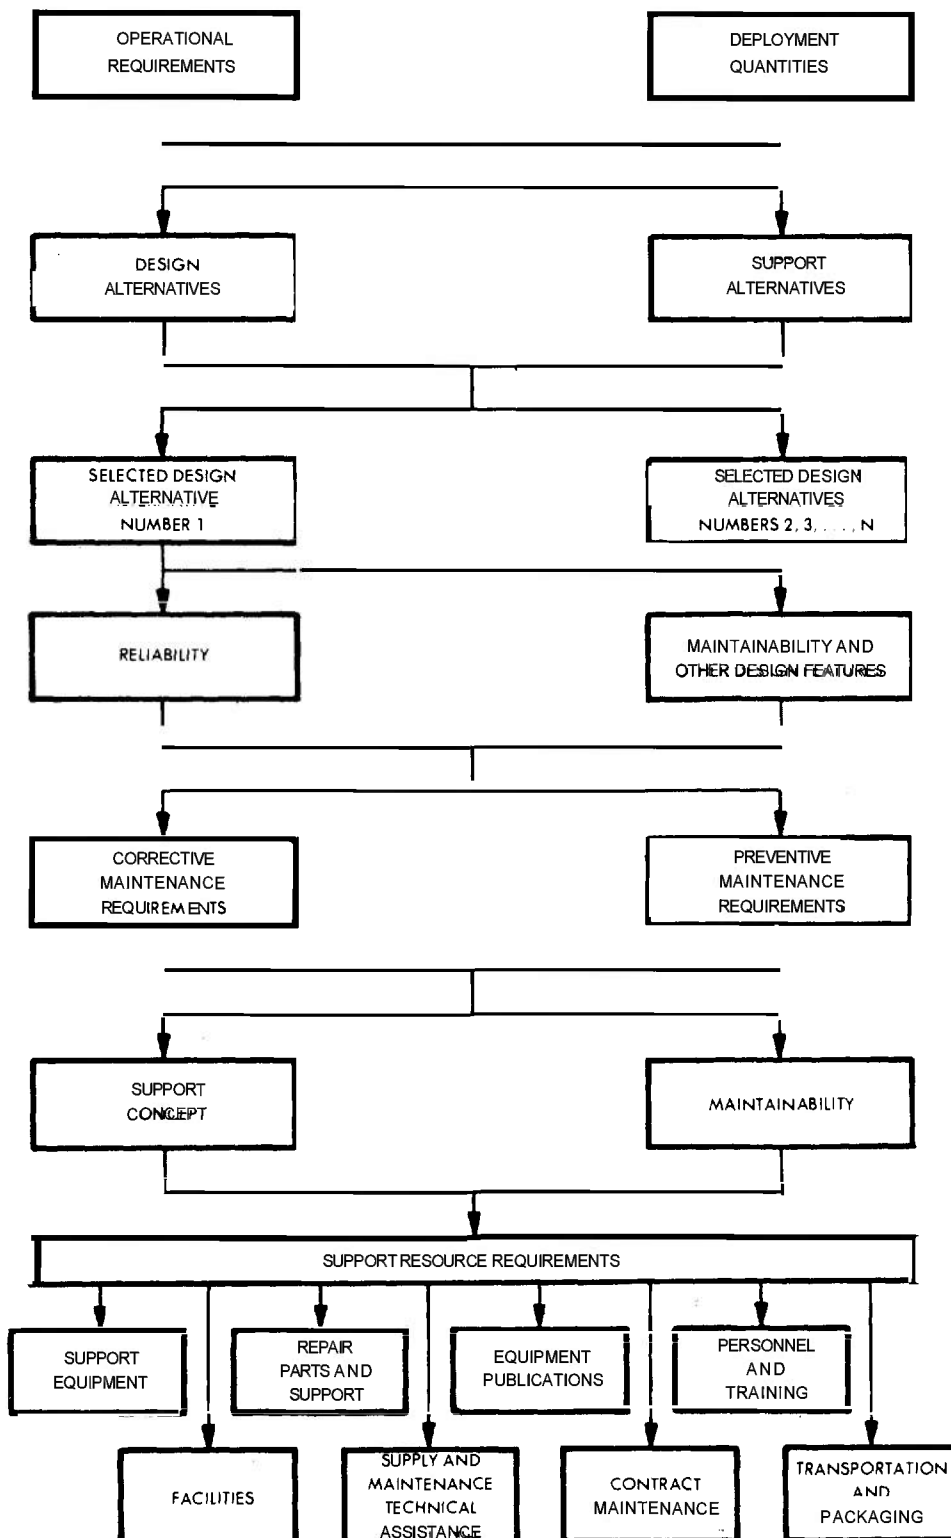 OPERATIONAL
REQUIREMENTS
DEPLOYMENT
QUANTITIES
DESIGN
ALTERNATIVES
SUPPORT
ALTERNATIVES
SELECTED DESIGN
ALTERNATIVE
NUMBER 1
SELECTED DESIGN
ALTERNATIVES
NUMBERS 2, 3, . . . , N
RELIABILITY
MAINTAINABILITY AND
OTHER DESIGN FEATURES
CORRECTIVE
MAINTENANCE
REQUIREMENTS
PREVENTIVE
MAINTENANCE
REQUIREMENTS
SUPPORT
CONCEPT
MAINTAINABILITY
SUPPORT RESOURCE REQUIREMENTS
SUPPORT
EQUIPMENT
REPAIR
PARTS AND
SUPPORT
EQUIPMENT
PUBLICATIONS
PERSONNEL
AND
TRAINING
FACILITIES
SUPPLY AND
MAINTENANCE
TECHNICAL
ASSISTANCE
CONTRACT
MAINTENANCE
TRANSPORTATION
AND
PACKAGING